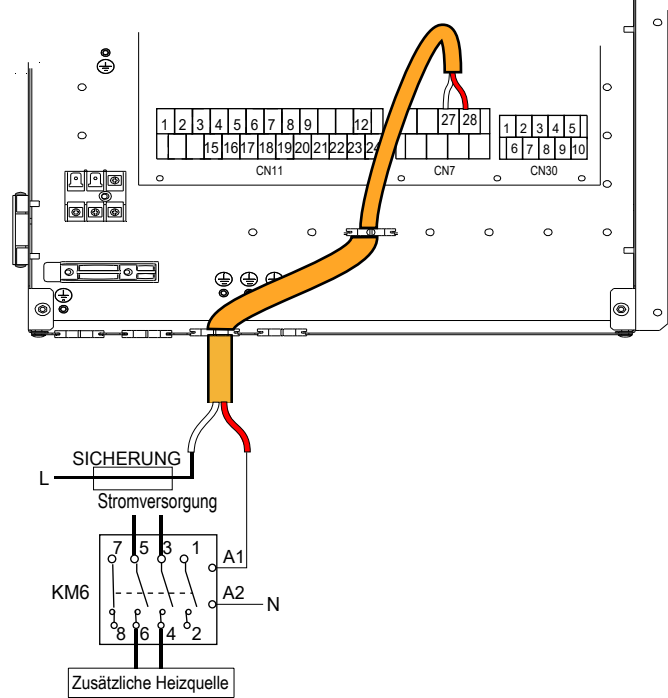 27 28
1 2 3 4 5 6 7 8 9 12
15 16 17 18 19 20 21 22 23 24
1 2 3 4 5
6 7 8 9 10
CN11
CN7
CN30
SICHERUNG
L
Stromversorgung
7 5 3 1
A1
KM6
A2
N
8 6 4 2
Zusätzliche Heizquelle